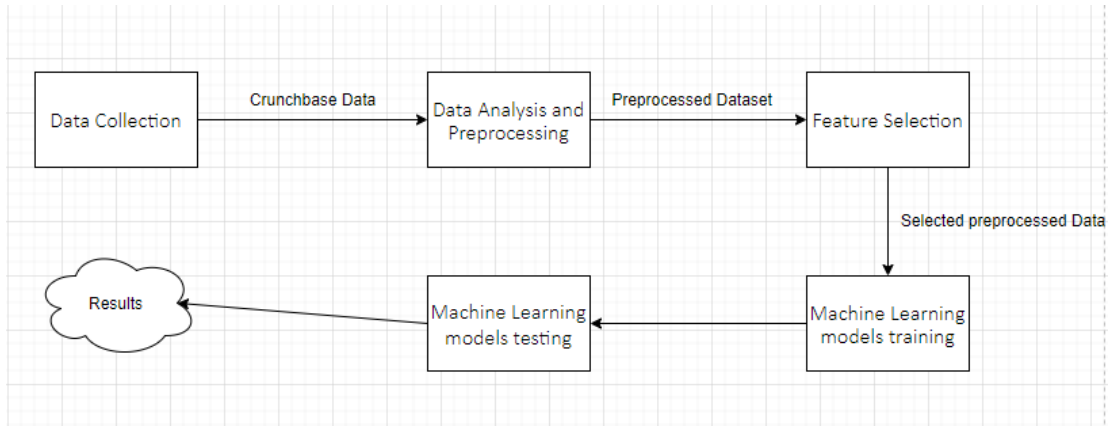 Data Collection
Crunchbase Data
Data Analysis and
Preprocessing
Preprocessed Dataset
Feature Selection
Selected preprocessed Data
Machine Learning
models training
Machine Learning
models testing
Results